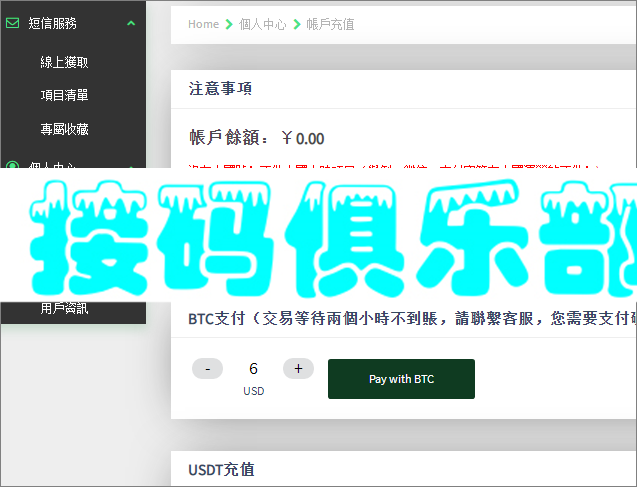 短信服務
線上獲取
項目清單
專屬收藏
個人中心
用戶資訊
Home > 個人中心 > 帳戶充值
注意事項
帳戶餘額：￥0.00
接码俱乐部
BTC支付（交易等待兩個小時不到賬，請聯繫客服，您需要支付
- 6 +
USD
Pay with BTC
USDT充值